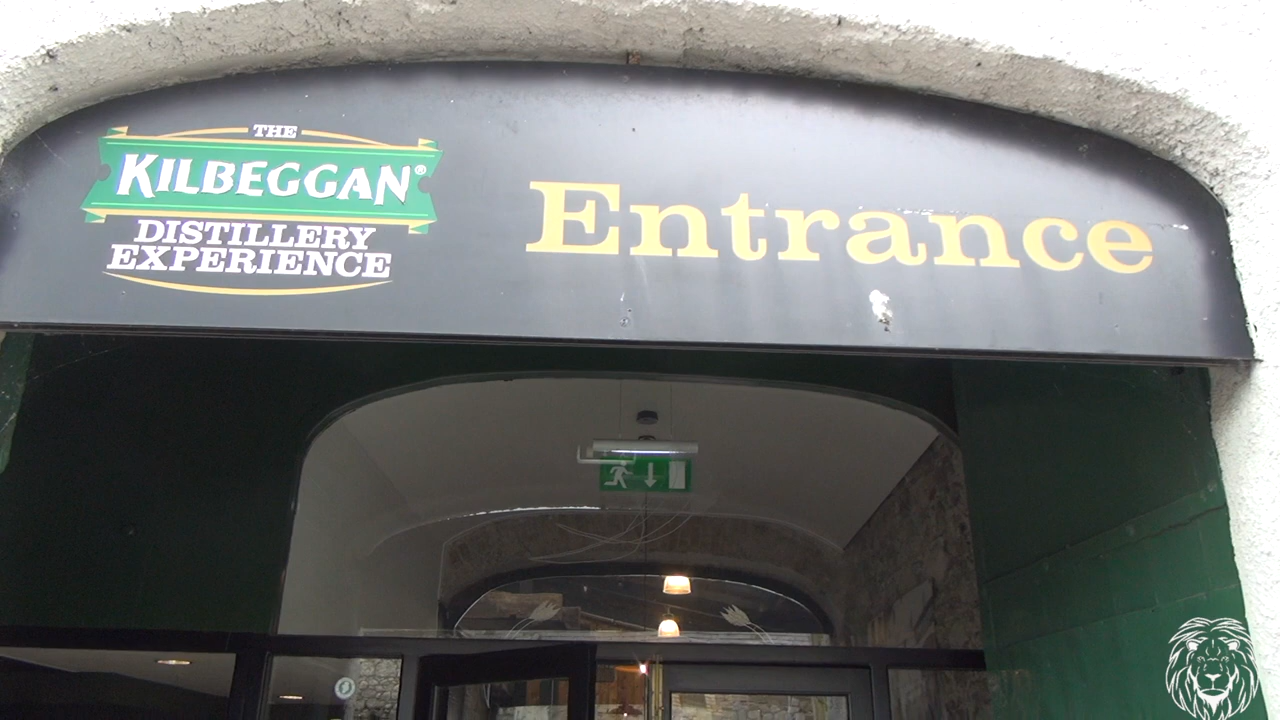 THE
KILBEGGAN®
DISTILLERY
EXPERIENCE
Entrance